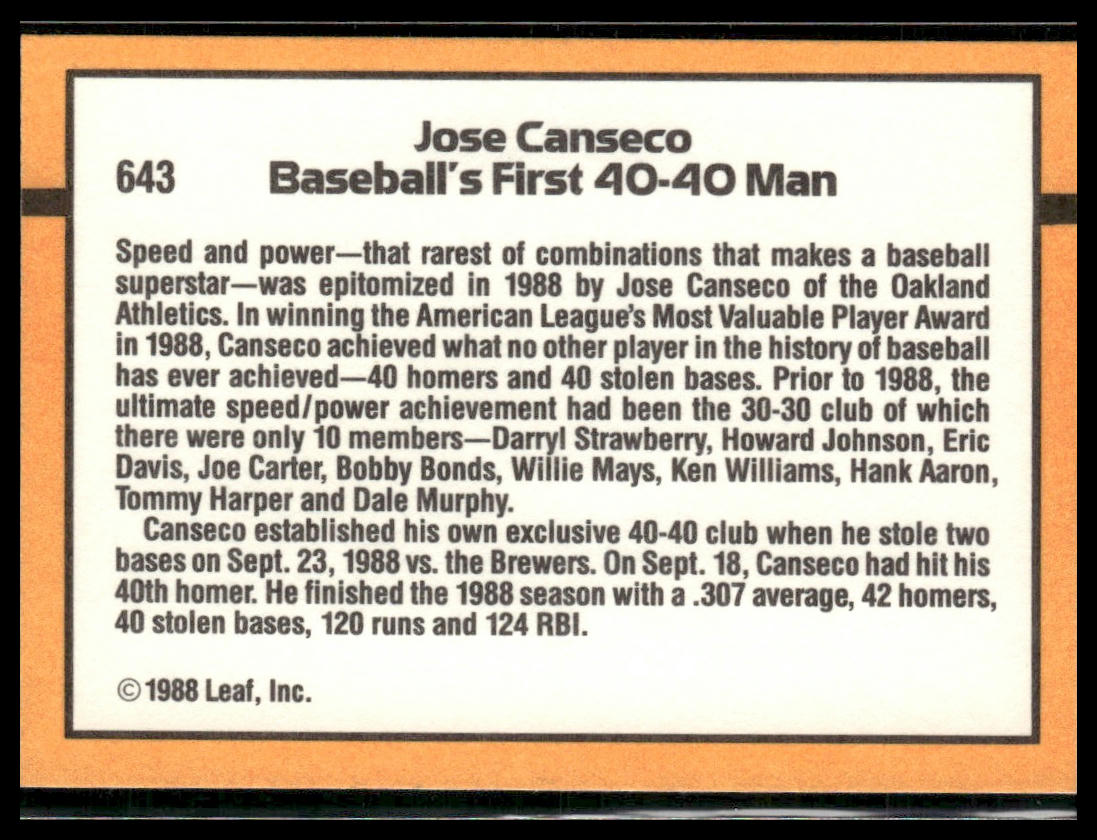 Jose Canseco
643 Baseball's First 40-40 Man
Speed and power—that rarest of combinations that makes a baseball
superstar—was epitomized in 1988 by Jose Canseco of the Oakland
Athletics. In winning the American League's Most Valuable Player Award
in 1988, Canseco achieved what no other player in the history of baseball
has ever achieved—40 homers and 40 stolen bases. Prior to 1988, the
ultimate speed/power achievement had been the 30-30 club of which
there were only 10 members—Darryl Strawberry, Howard Johnson, Eric
Davis, Joe Carter, Bobby Bonds, Willie Mays, Ken Williams, Hank Aaron,
Tommy Harper and Dale Murphy.
Canseco established his own exclusive 40-40 club when he stole two
bases on Sept. 23, 1988 vs. the Brewers. On Sept. 18, Canseco had hit his
40th homer. He finished the 1988 season with a .307 average, 42 homers,
40 stolen bases, 120 runs and 124 RBI.
©1988 Leaf, Inc.